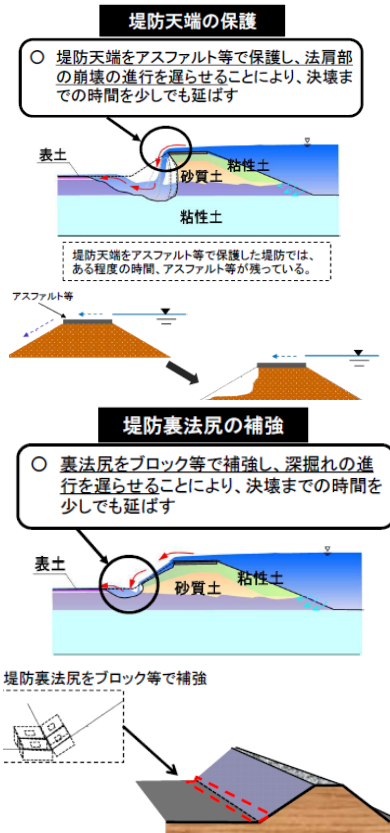 堤防天端の保護
○ 堤防天端をアスファルト等で保護し、法肩部
の崩壊の進行を遅らせることにより、決壊ま
での時間を少しでも延ばす
表土
粘性土
砂質土
粘性土
堤防天端をアスファルト等で保護した堤防では、
ある程度の時間、アスファルト等が残っている。
アスファルト等
堤防裏法尻の補強
○ 裏法尻をブロック等で補強し、深掘れの進
行を遅らせることにより、決壊までの時間を
少しでも延ばす
表土
粘性土
砂質土
堤防裏法尻をブロック等で補強